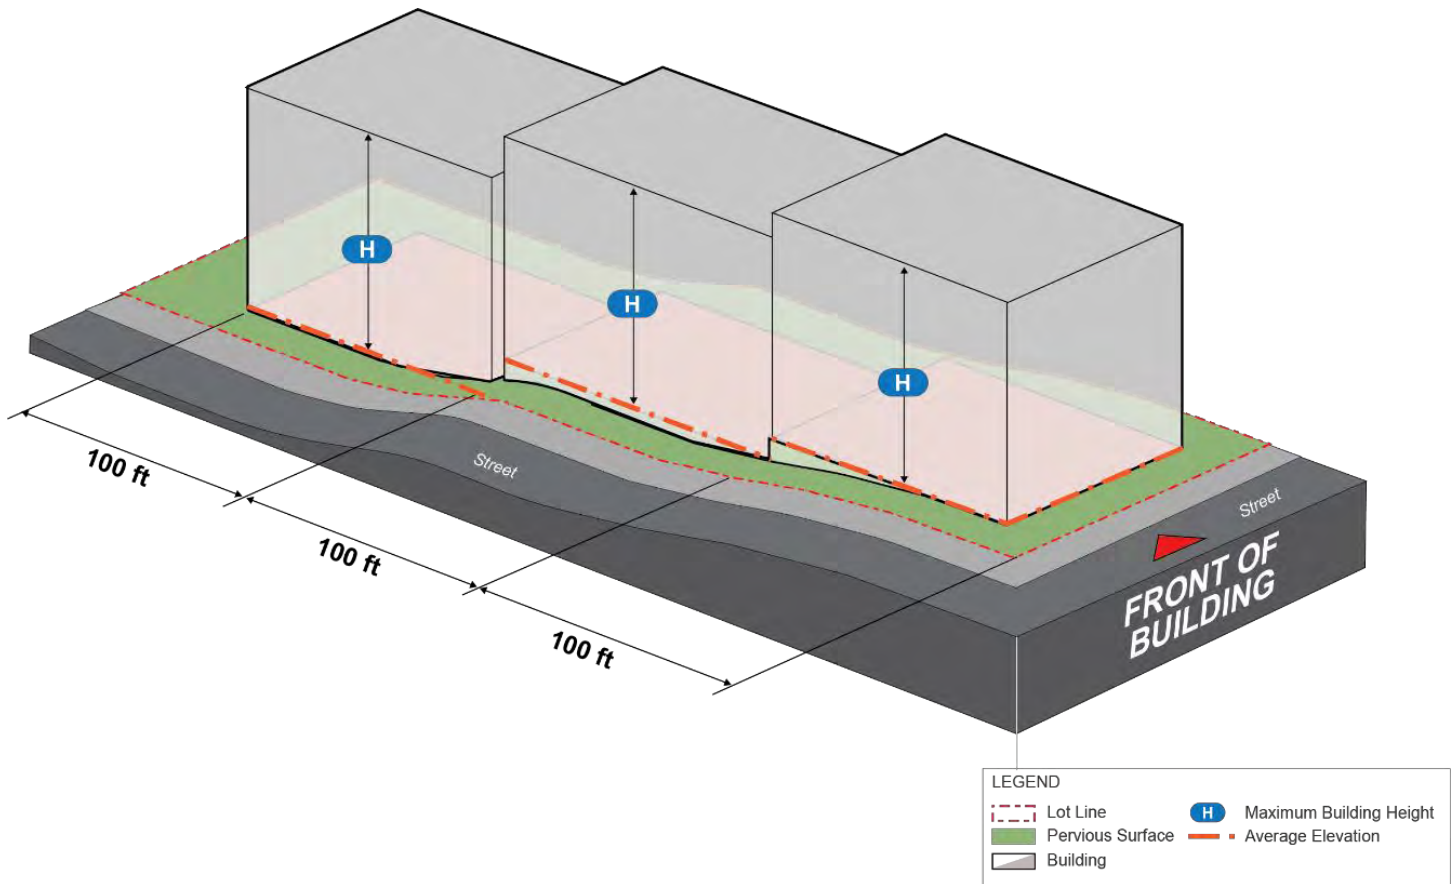 H
H
H
Street
100 ft
100 ft
100 ft
Street
FRONT OF
BUILDING
LEGEND
Lot Line
H Maximum Building Height
Pervious Surface
Average Elevation
Building